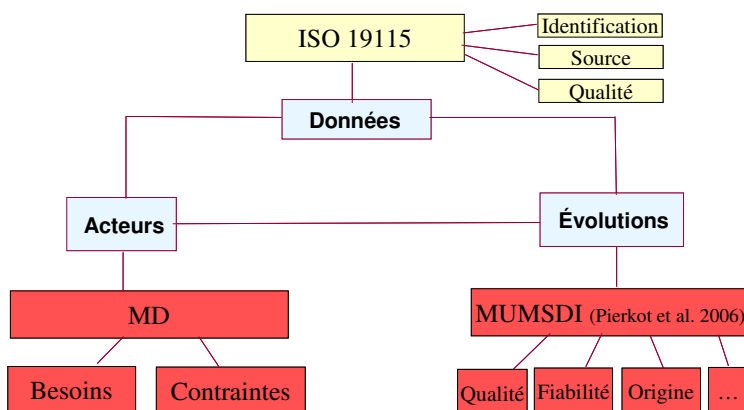 ISO 19115
Identification
Source
Qualité
Données
Acteurs
Évolutions
MD
MUMSDI (Pierkot et al. 2006)
Besoins
Contraintes
Qualité
Fiabilité
Origine
…